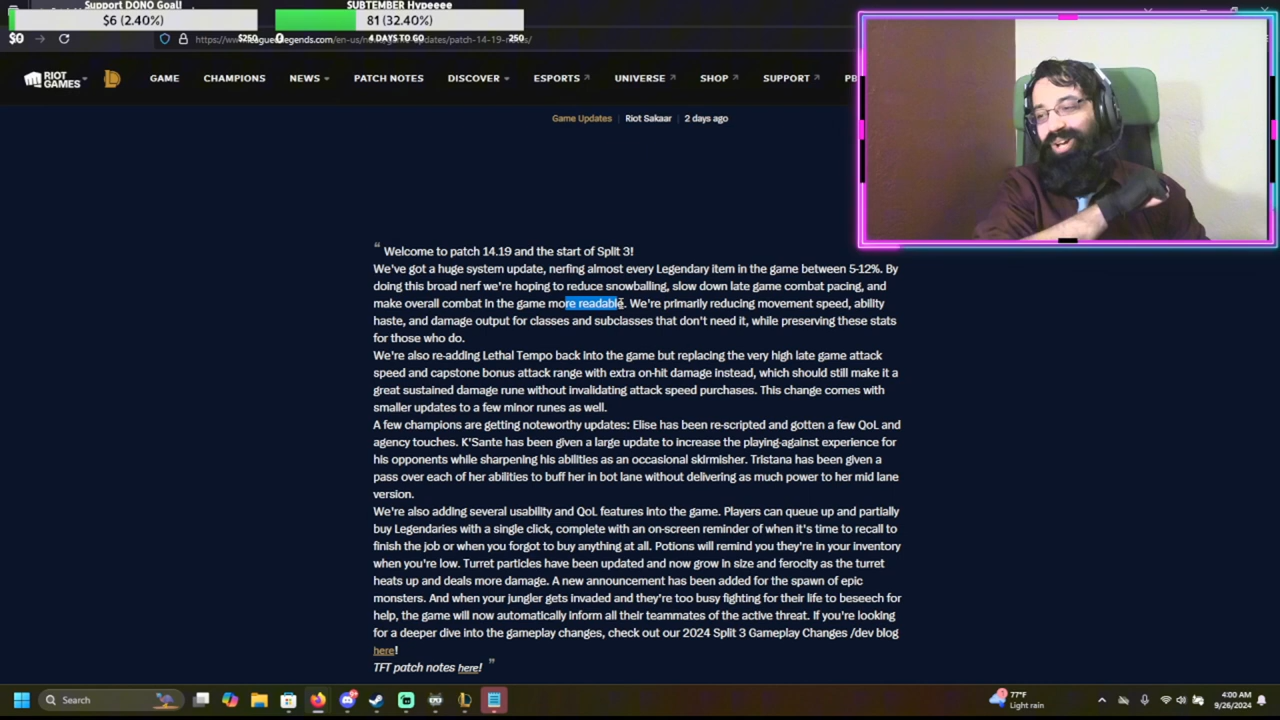 Support DONO Goal!
$6 (2.40%)
$0
$250
SUBTEMBER Hypeeee
81 (32.40%)
0
4 DAYS TO GO
250
RIOT GAMES
GAME
CHAMPIONS
NEWS
PATCH NOTES
DISCOVER
ESPORTS
UNIVERSE
SHOP
SUPPORT
Game Updates
Riot Sakaar
2 days ago
“ Welcome to patch 14.19 and the start of Split 3!
We've got a huge system update, nerfing almost every Legendary item in the game between 5-12%. By
doing this broad nerf we're hoping to reduce snowballing, slow down late game combat pacing, and
make overall combat in the game more readable. We're primarily reducing movement speed, ability
haste, and damage output for classes and subclasses that don't need it, while preserving these stats
for those who do.
We're also re-adding Lethal Tempo back into the game but replacing the very high late game attack
speed and capstone bonus attack range with extra on-hit damage instead, which should still make it a
great sustained damage rune without invalidating attack speed purchases. This change comes with
smaller updates to a few minor runes as well.
A few champions are getting noteworthy updates: Elise has been re-scripted and gotten a few QoL and
agency touches. K'Sante has been given a large update to increase the playing-against experience for
his opponents while sharpening his abilities as an occasional skirmisher. Tristana has been given a
pass over each of her abilities to buff her in bot lane without delivering as much power to her mid lane
version.
We're also adding several usability and QoL features into the game. Players can queue up and partially
buy Legendaries with a single click, complete with an on-screen reminder of when it's time to recall to
finish the job or when you forgot to buy anything at all. Potions will remind you they're in your inventory
when you're low. Turret particles have been updated and now grow in size and ferocity as the turret
heats up and deals more damage. A new announcement has been added for the spawn of epic
monsters. And when your jungler gets invaded and they're too busy fighting for their life to beseech for
help, the game will now automatically inform all their teammates of the active threat. If you're looking
for a deeper dive into the gameplay changes, check out our 2024 Split 3 Gameplay Changes /dev blog
here!
TFT patch notes here! ”
Search
77°F
Light rain
4:00 AM
9/26/2024